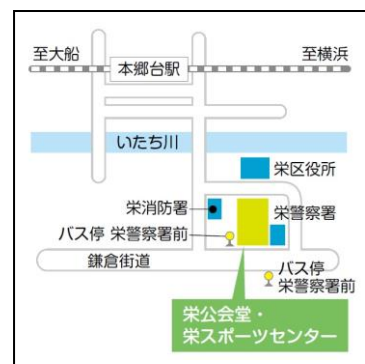 至大船
至横浜
本郷台駅
いたち川
栄区役所
栄消防署
栄警察署
バス停 栄警察署前
鎌倉街道
バス停
栄警察署前
栄公会堂・
栄スポーツセンター